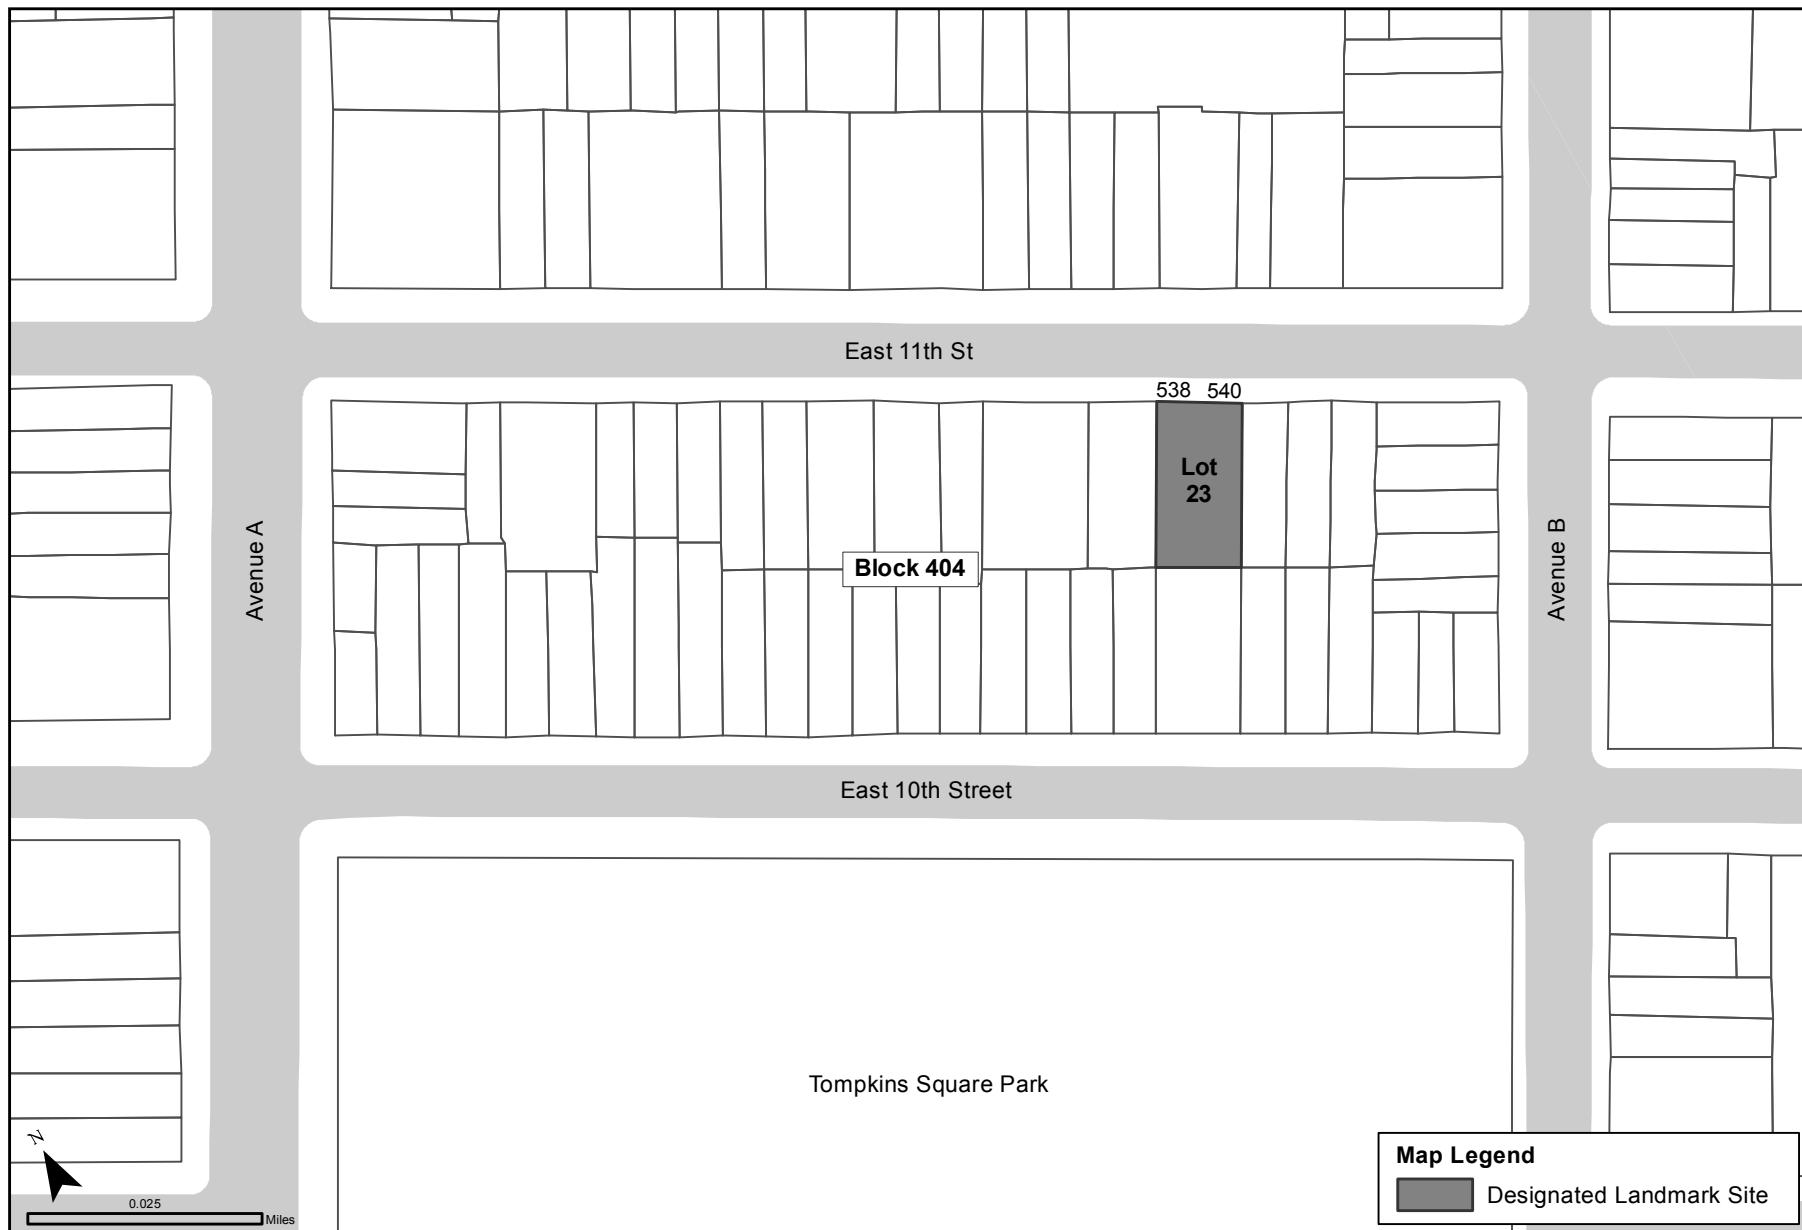 East 11th St
538 540
Lot
23
Avenue A
Avenue B
Block 404
East 10th Street
Tompkins Square Park
N
0.025
Miles
Map Legend
Designated Landmark Site